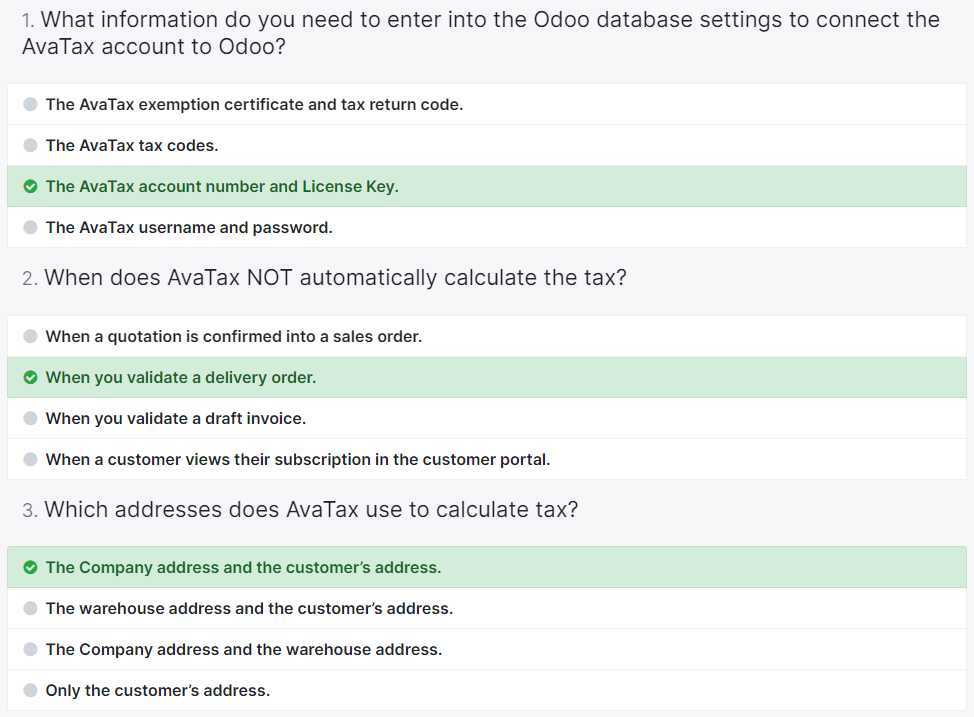 1. What information do you need to enter into the Odoo database settings to connect the
AvaTax account to Odoo?
The AvaTax exemption certificate and tax return code.
The AvaTax tax codes.
The AvaTax account number and License Key.
The AvaTax username and password.
2. When does AvaTax NOT automatically calculate the tax?
When a quotation is confirmed into a sales order.
When you validate a delivery order.
When you validate a draft invoice.
When a customer views their subscription in the customer portal.
3. Which addresses does AvaTax use to calculate tax?
The Company address and the customer’s address.
The warehouse address and the customer’s address.
The Company address and the warehouse address.
Only the customer’s address.